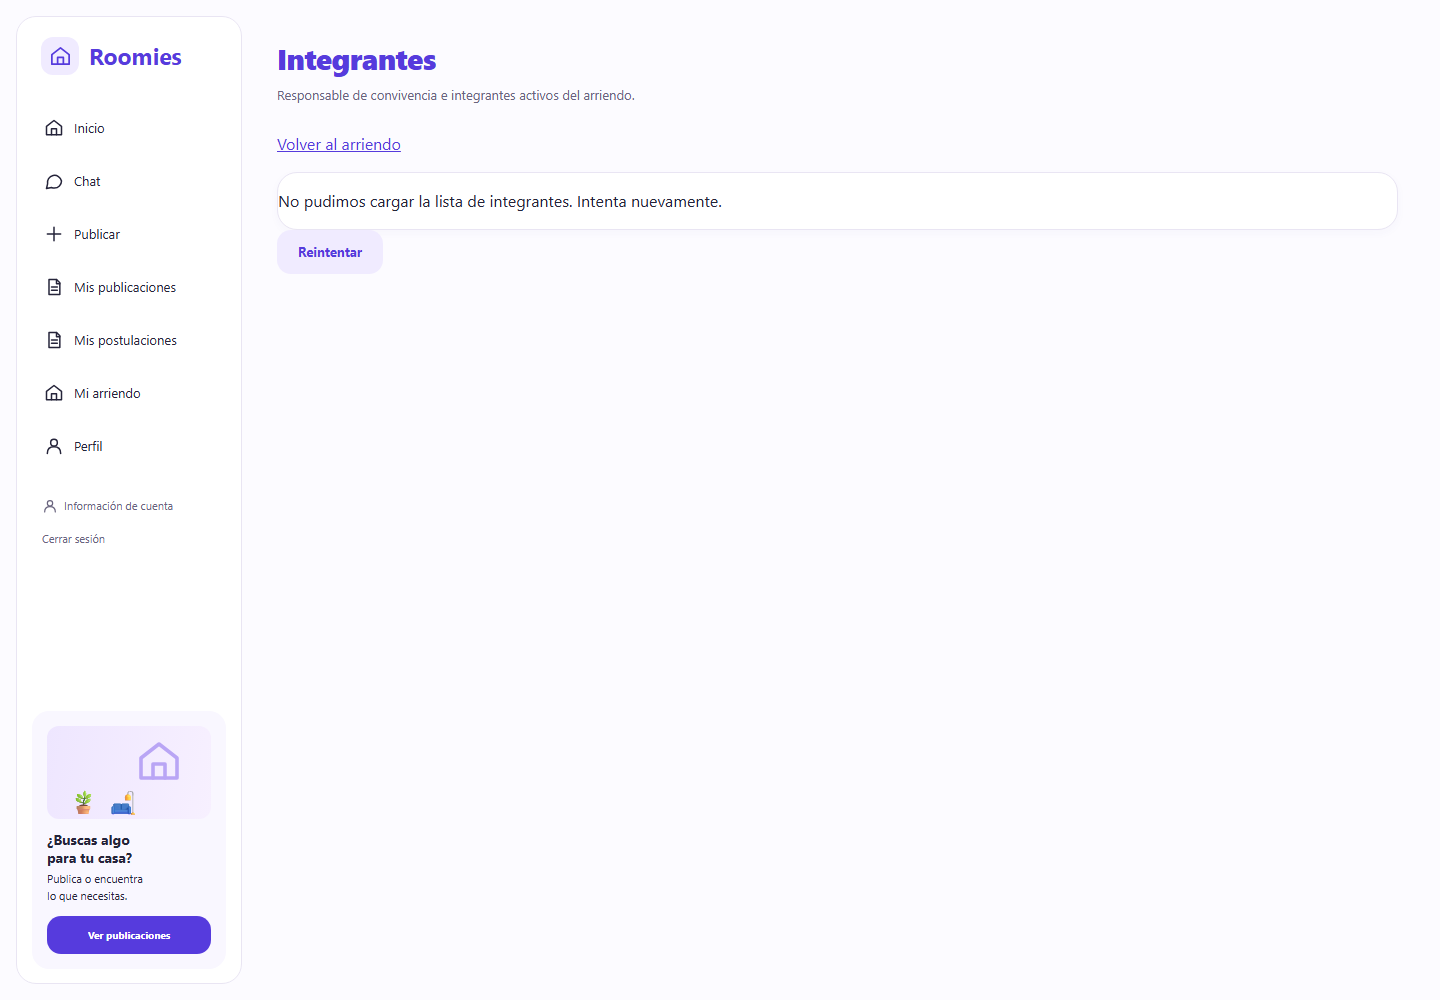 Roomies
Inicio
Chat
Publicar
Mis publicaciones
Mis postulaciones
Mi arriendo
Perfil
Información de cuenta
Cerrar sesión
¿Buscas algo
para tu casa?
Publica o encuentra
lo que necesitas.
Ver publicaciones
Integrantes
Responsable de convivencia e integrantes activos del arriendo.
Volver al arriendo
No pudimos cargar la lista de integrantes. Intenta nuevamente.
Reintentar